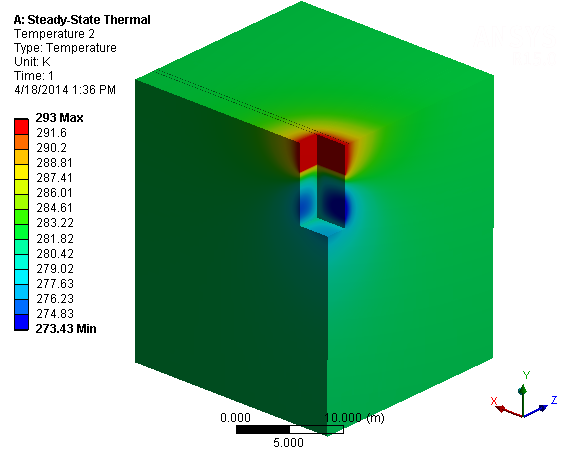 A: Steady-State Thermal
Temperature 2
Type: Temperature
Unit: K
Time: 1
4/18/2014 1:36 PM
293 Max
291.6
290.2
288.81
287.41
286.01
284.61
283.22
281.82
280.42
279.02
277.63
276.23
274.83
273.43 Min
Y
X
Z
0.000
10.000 (m)
5.000